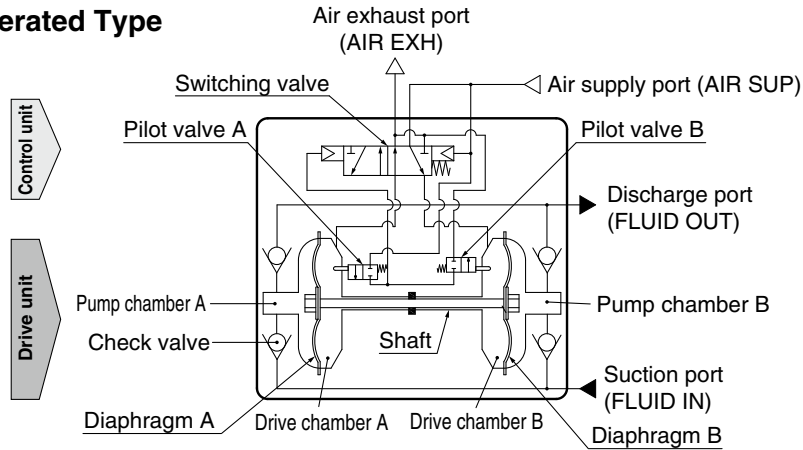 erated Type
Air exhaust port
(AIR EXH)
Switching valve
Air supply port (AIR SUP)
Control unit
Pilot valve A
Pilot valve B
Discharge port
(FLUID OUT)
Drive unit
Pump chamber A
Pump chamber B
Check valve
Shaft
Suction port
(FLUID IN)
Diaphragm A
Drive chamber A
Drive chamber B
Diaphragm B